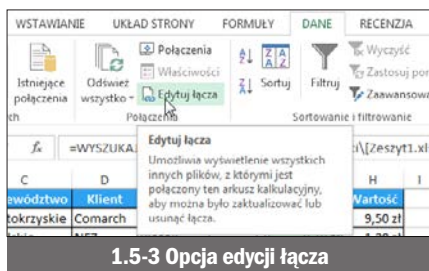 WSTAWIANIE UKŁAD STRONY FORMUŁY DANE RECENZJA
Istniejące połączenia
Odśwież wszystko
Połączenia
Właściwości
Edytuj łącza
Połączenia
Sortuj
Filtruj
Wyczyść
Zastosuj
Zaawansowa
Sortowanie i filtrowanie
fx =WYSZUKA
\[Zeszyt1.xl
Edytuj łącza
Umożliwia wyświetlenie wszystkich
innych plików, z którymi jest
połączony ten arkusz kalkulacyjny,
aby można było zaktualizować lub
usunąć łącza.
C D H I
ewództwo Klient Wartość
tokrzyskie Comarch 9,50 zł
1.5-3 Opcja edycji łącza